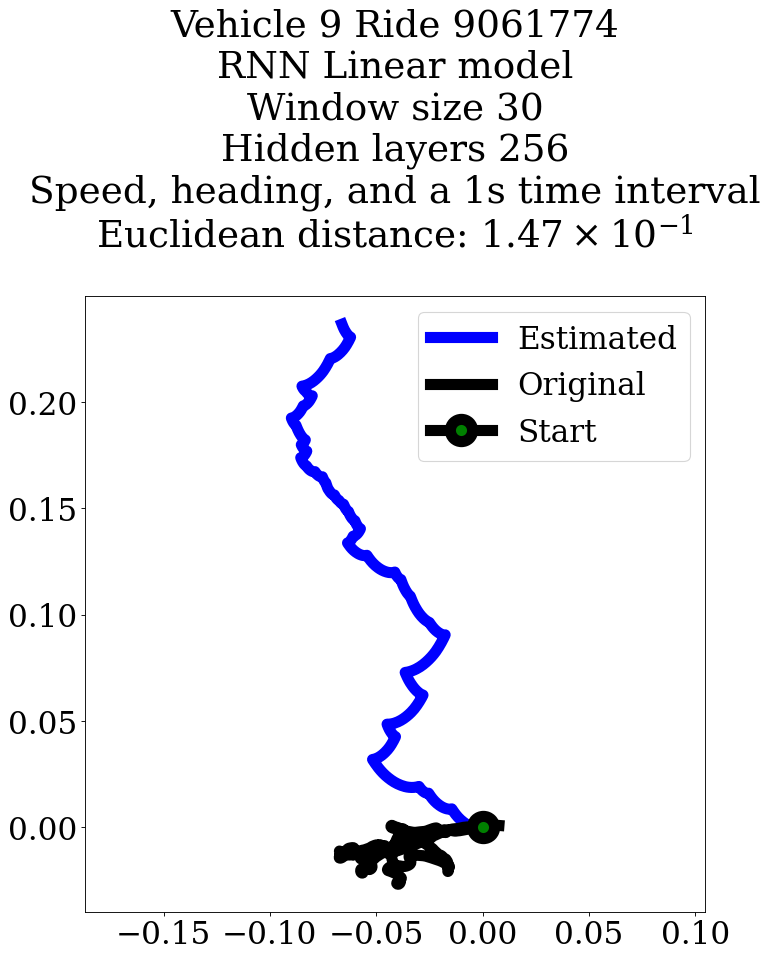 Vehicle 9 Ride 9061774
RNN Linear model
Window size 30
Hidden layers 256
Speed, heading, and a 1s time interval
Euclidean distance: 1.47 × 10⁻¹
Estimated
Original
Start
0.20
0.15
0.10
0.05
0.00
−0.15 −0.10 −0.05 0.00 0.05 0.10